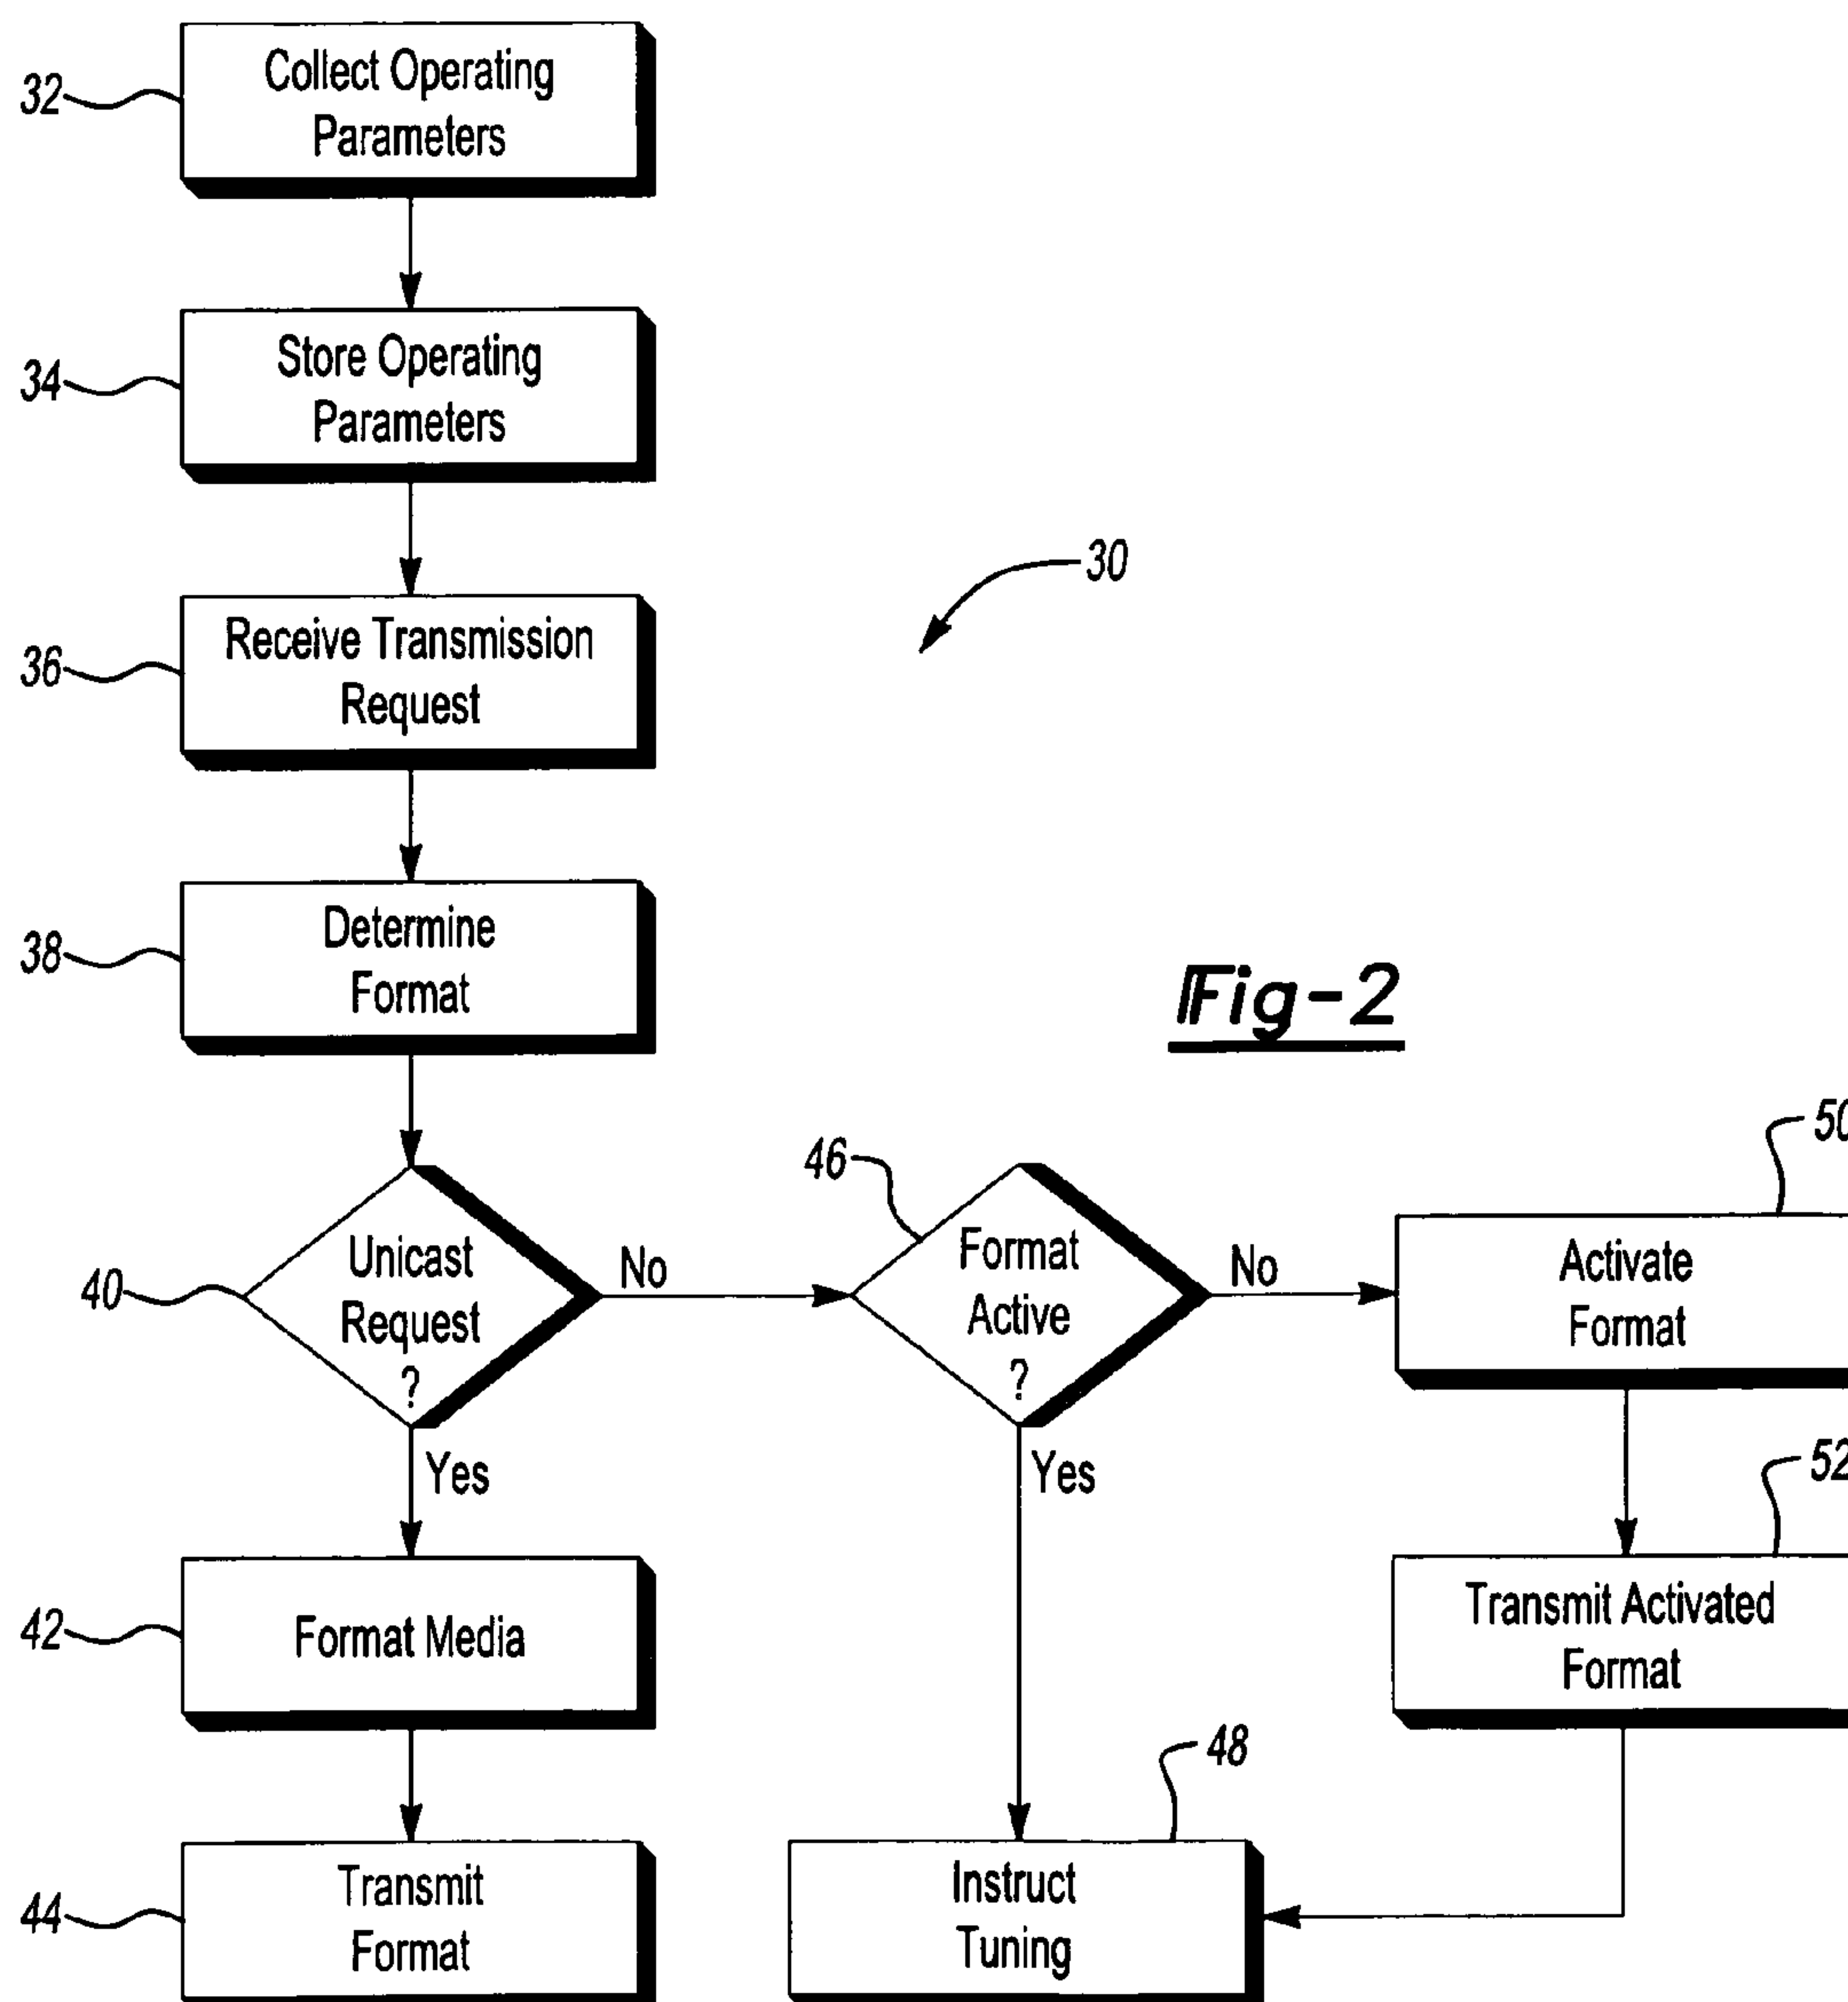 32
Collect Operating
Parameters
34
Store Operating
Parameters
30
36
Receive Transmission
Request
38
Determine
Format
Fig-2
40
Unicast
Request
?
No
Yes
46
Format
Active
?
No
Yes
50
Activate
Format
42
Format Media
52
Transmit Activated
Format
44
Transmit
Format
48
Instruct
Tuning